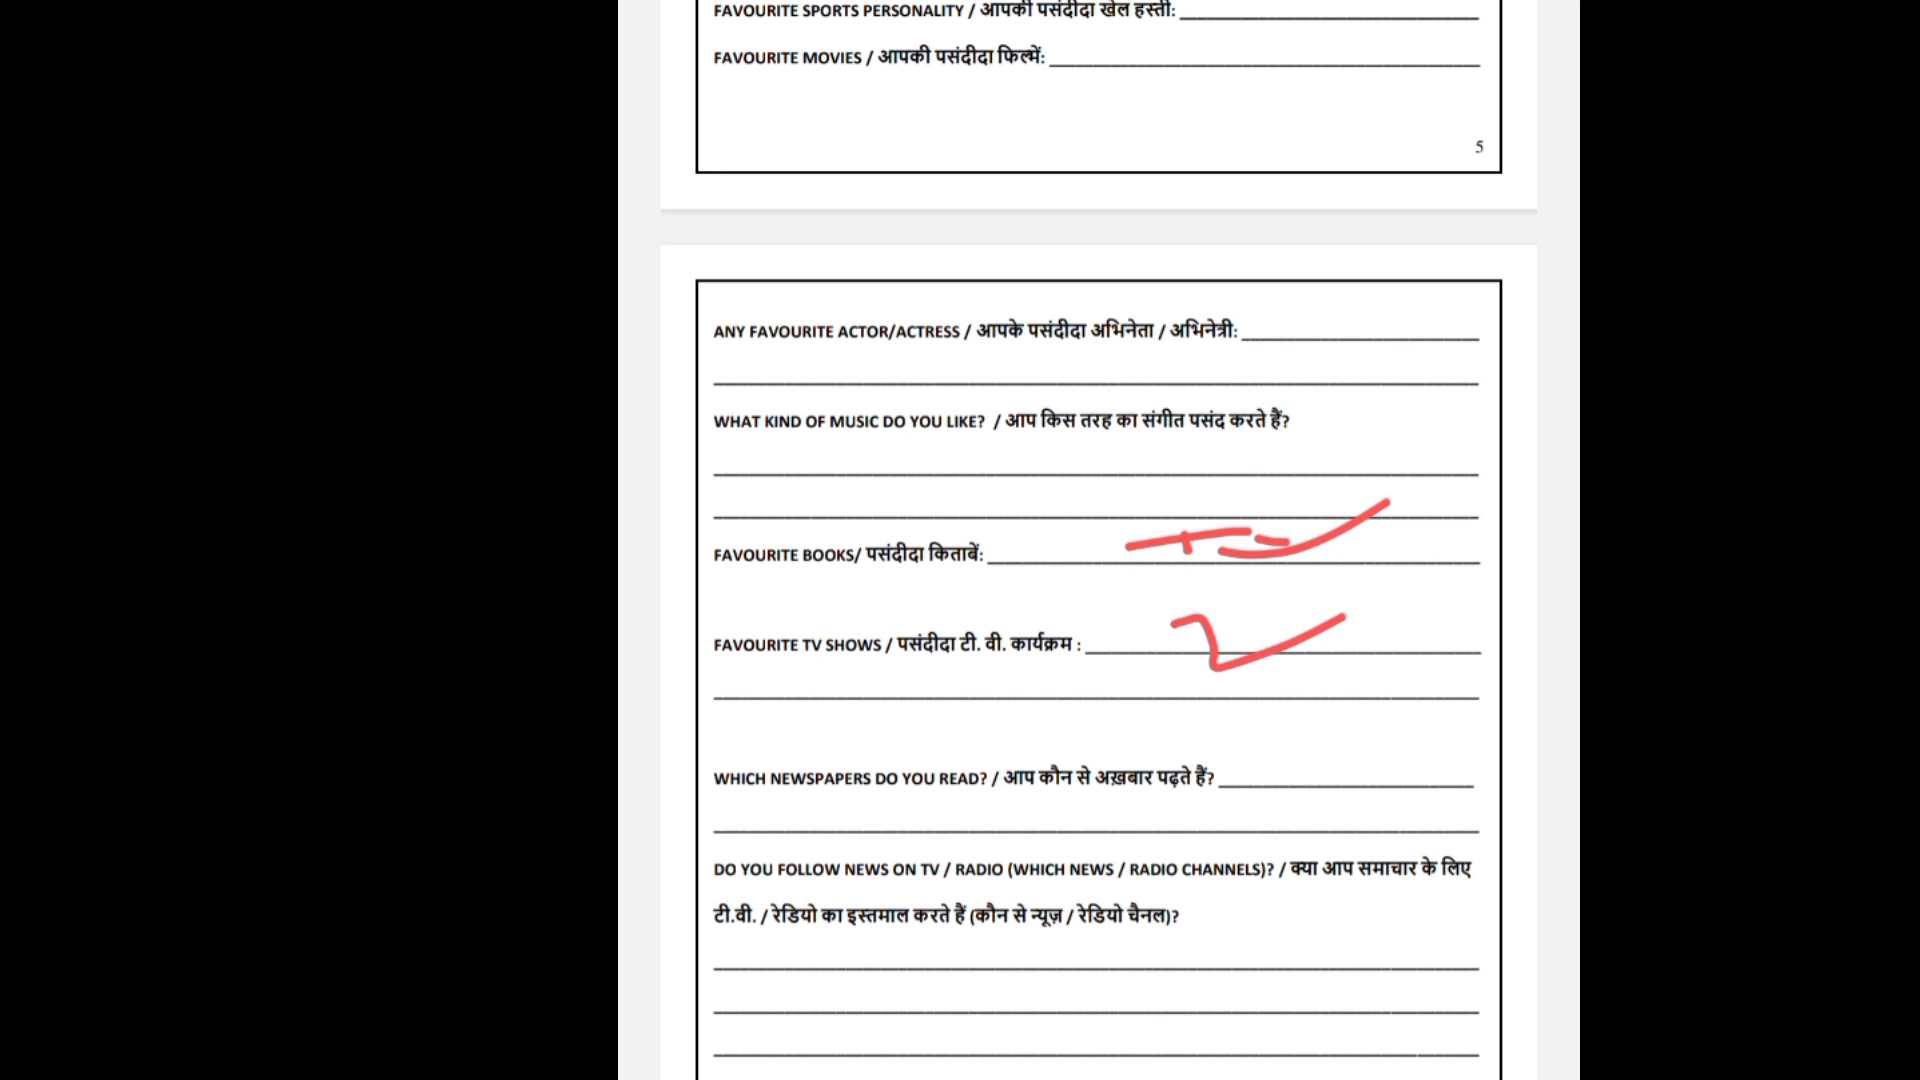 FAVOURITE SPORTS PERSONALITY / आपकी पसंदीदा खेल हस्ती:
FAVOURITE MOVIES / आपकी पसंदीदा फिल्में:
5
ANY FAVOURITE ACTOR/ACTRESS / आपके पसंदीदा अभिनेता / अभिनेत्री:
WHAT KIND OF MUSIC DO YOU LIKE? / आप किस तरह का संगीत पसंद करते हैं?
FAVOURITE BOOKS/ पसंदीदा किताबें:
FAVOURITE TV SHOWS / पसंदीदा टी. वी. कार्यक्रम :
WHICH NEWSPAPERS DO YOU READ? / आप कौन से अख़बार पढ़ते हैं?
DO YOU FOLLOW NEWS ON TV / RADIO (WHICH NEWS / RADIO CHANNELS)? / क्या आप समाचार के लिए
टी.वी. / रेडियो का इस्तमाल करते हैं (कौन से न्यूज़ / रेडियो चैनल)?